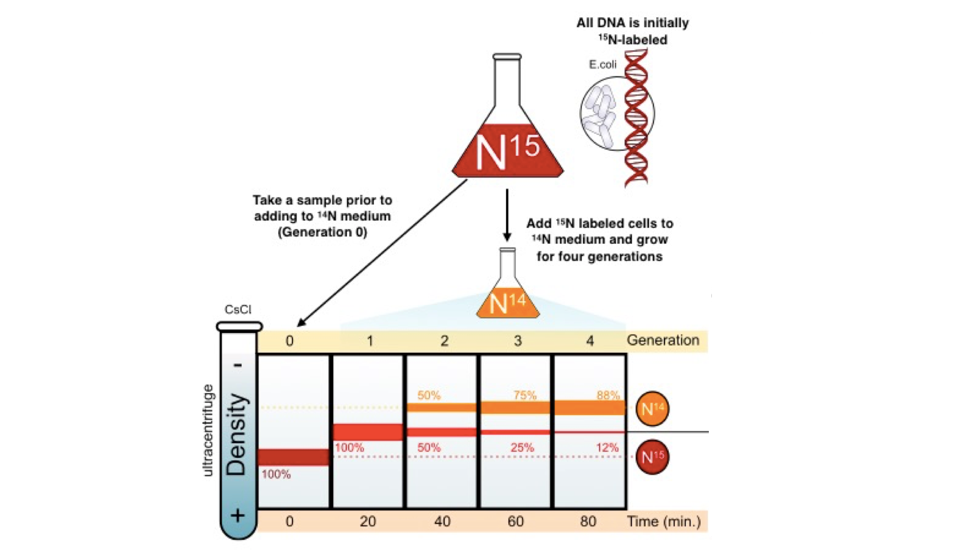 All DNA is initially
¹⁵N-labeled
E.coli
N¹⁵
Take a sample prior to
adding to ¹⁴N medium
(Generation 0)
Add ¹⁵N labeled cells to
¹⁴N medium and grow
for four generations
N¹⁴
CsCl
0 1 2 3 4 Generation
ultracentrifuge
- Density +
50% 75% 88%
N¹⁴
100% 50% 25% 12%
N¹⁵
100%
0 20 40 60 80 Time (min.)